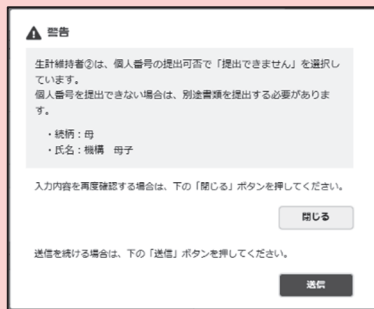 警告
生計維持者②は、個人番号の提出可否で「提出できません」を選択し
ています。
個人番号を提出できない場合は、別途書類を提出する必要がありま
す。
・続柄：母
・氏名：機構　母子
入力内容を再度確認する場合は、下の「閉じる」ボタンを押してください。
閉じる
送信を続ける場合は、下の「送信」ボタンを押してください。
送信